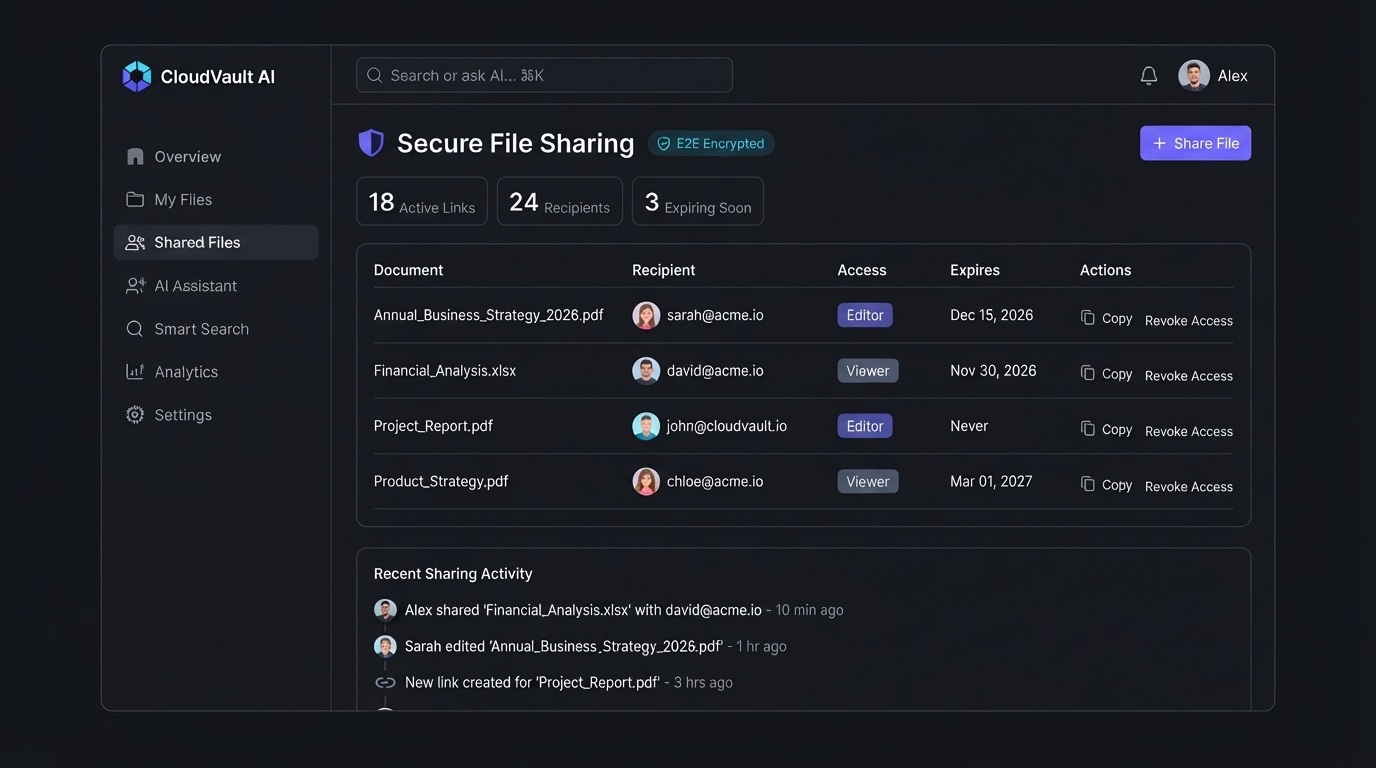 CloudVault AI
Search or ask AI... ⌘K
Alex
Overview
My Files
Shared Files
AI Assistant
Smart Search
Analytics
Settings
Secure File Sharing
E2E Encrypted
+ Share File
18 Active Links
24 Recipients
3 Expiring Soon
Document Recipient Access Expires Actions
Annual_Business_Strategy_2026.pdf sarah@acme.io Editor Dec 15, 2026 Copy Revoke Access
Financial_Analysis.xlsx david@acme.io Viewer Nov 30, 2026 Copy Revoke Access
Project_Report.pdf john@cloudvault.io Editor Never Copy Revoke Access
Product_Strategy.pdf chloe@acme.io Viewer Mar 01, 2027 Copy Revoke Access
Recent Sharing Activity
Alex shared 'Financial_Analysis.xlsx' with david@acme.io - 10 min ago
Sarah edited 'Annual_Business_Strategy_2026.pdf' - 1 hr ago
New link created for 'Project_Report.pdf' - 3 hrs ago